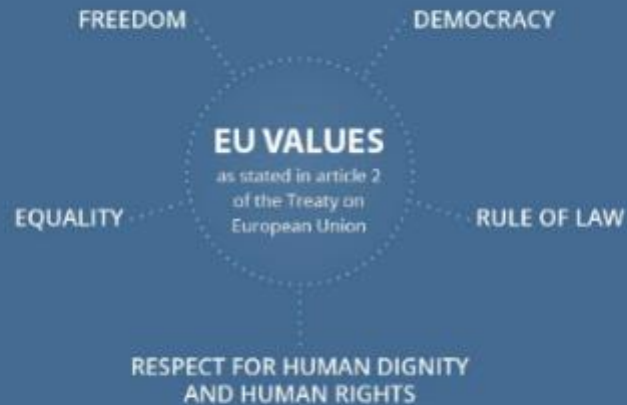 FREEDOM
DEMOCRACY
EU VALUES
as stated in article 2
of the Treaty on
European Union
EQUALITY
RULE OF LAW
RESPECT FOR HUMAN DIGNITY
AND HUMAN RIGHTS